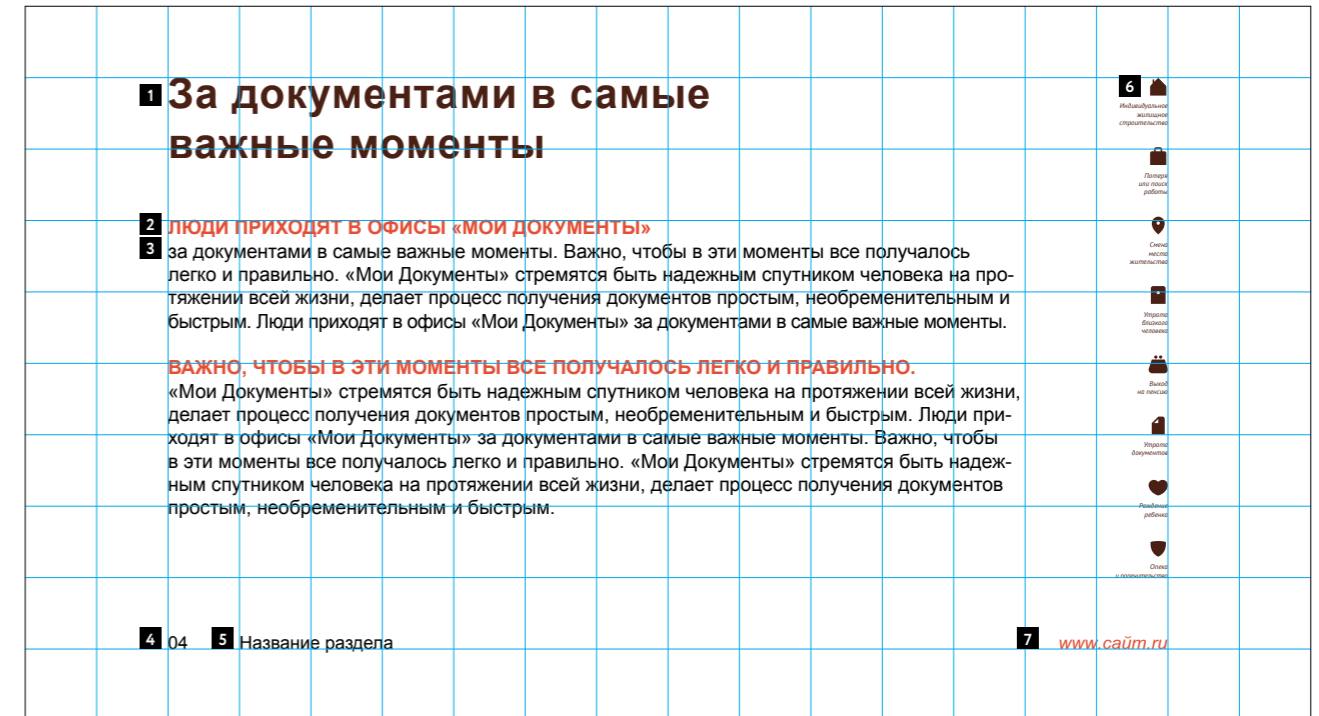 1 За документами в самые
важные моменты
2 ЛЮДИ ПРИХОДЯТ В ОФИСЫ «МОИ ДОКУМЕНТЫ»
3 за документами в самые важные моменты. Важно, чтобы в эти моменты все получалось
легко и правильно. «Мои Документы» стремятся быть надежным спутником человека на про-
тяжении всей жизни, делает процесс получения документов простым, необременительным и
быстрым. Люди приходят в офисы «Мои Документы» за документами в самые важные моменты.
ВАЖНО, ЧТОБЫ В ЭТИ МОМЕНТЫ ВСЕ ПОЛУЧАЛОСЬ ЛЕГКО И ПРАВИЛЬНО.
«Мои Документы» стремятся быть надежным спутником человека на протяжении всей жизни,
делает процесс получения документов простым, необременительным и быстрым. Люди при-
ходят в офисы «Мои Документы» за документами в самые важные моменты. Важно, чтобы
в эти моменты все получалось легко и правильно. «Мои Документы» стремятся быть надеж-
ным спутником человека на протяжении всей жизни, делает процесс получения документов
простым, необременительным и быстрым.
6
Индивидуальное
жилищное
строительство
Потеря
или поиск
работы
Смена
места
жительства
Утрата
близкого
человека
Выход
на пенсию
Утрата
документов
Рождение
ребенка
Опека
и попечительство
4 04 5 Название раздела
7 www.сайт.ru